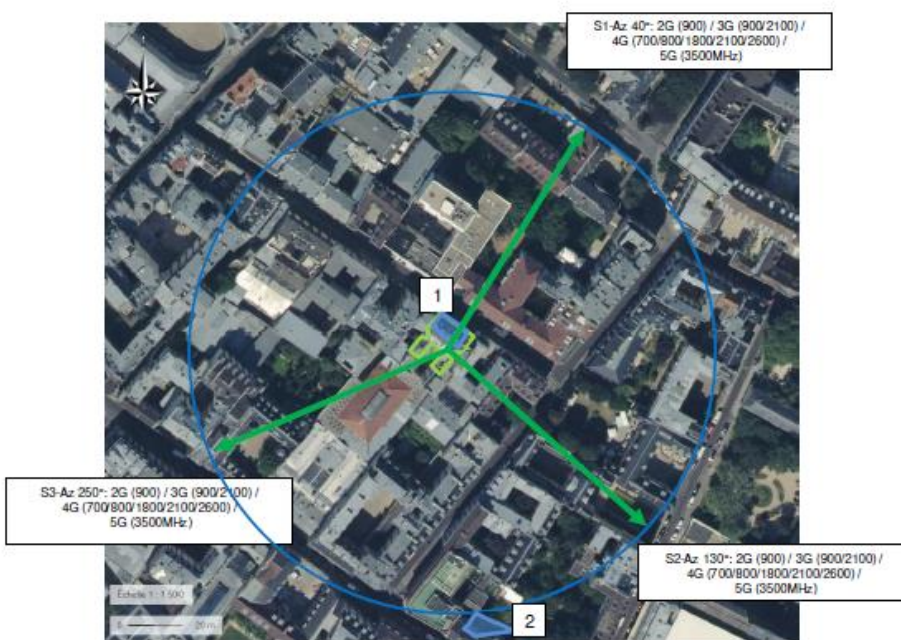 S1-Az 40°: 2G (900) / 3G (900/2100) /
4G (700/800/1800/2100/2600) /
5G (3500MHz)
1
S3-Az 250°: 2G (900) / 3G (900/2100) /
4G (700/800/1800/2100/2600) /
5G (3500MHz)
S2-Az 130°: 2G (900) / 3G (900/2100) /
4G (700/800/1800/2100/2600) /
5G (3500MHz)
Échelle 1 : 1 500
0 20 m
2